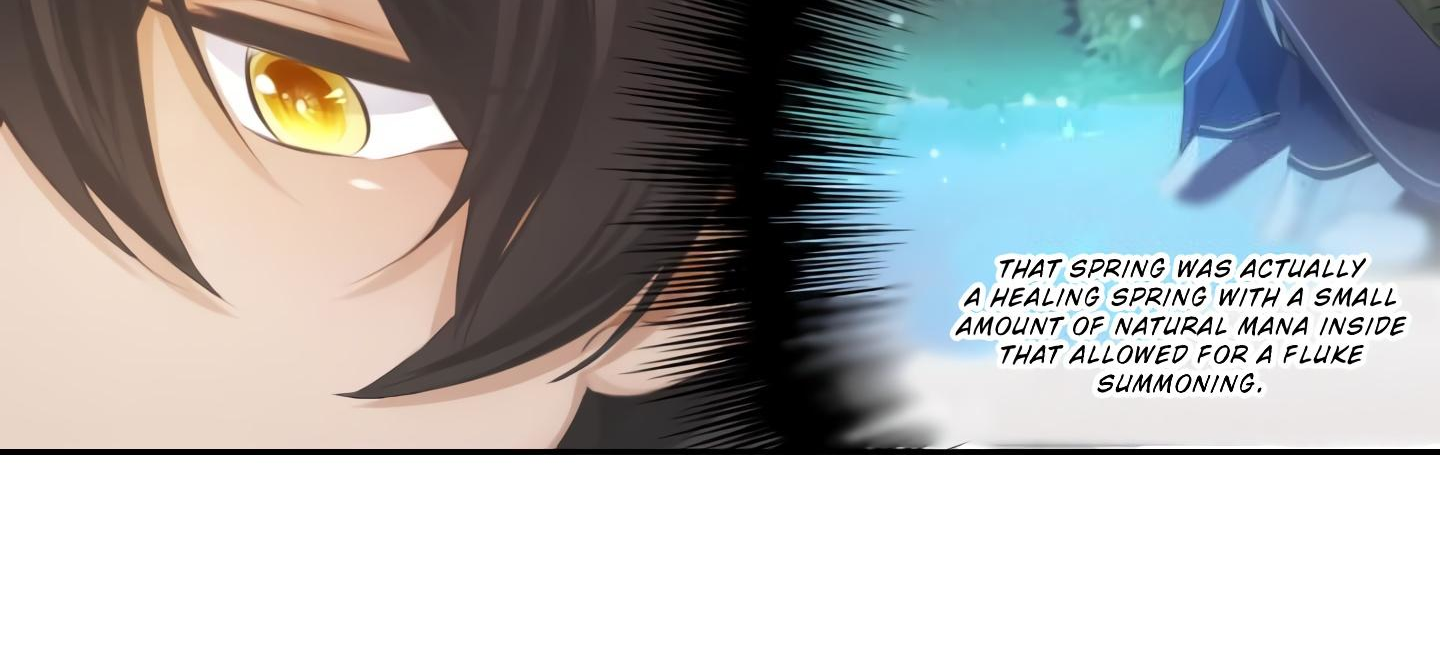 THAT SPRING WAS ACTUALLY
A HEALING SPRING WITH A SMALL
AMOUNT OF NATURAL MANA INSIDE
THAT ALLOWED FOR A FLUKE
SUMMONING.